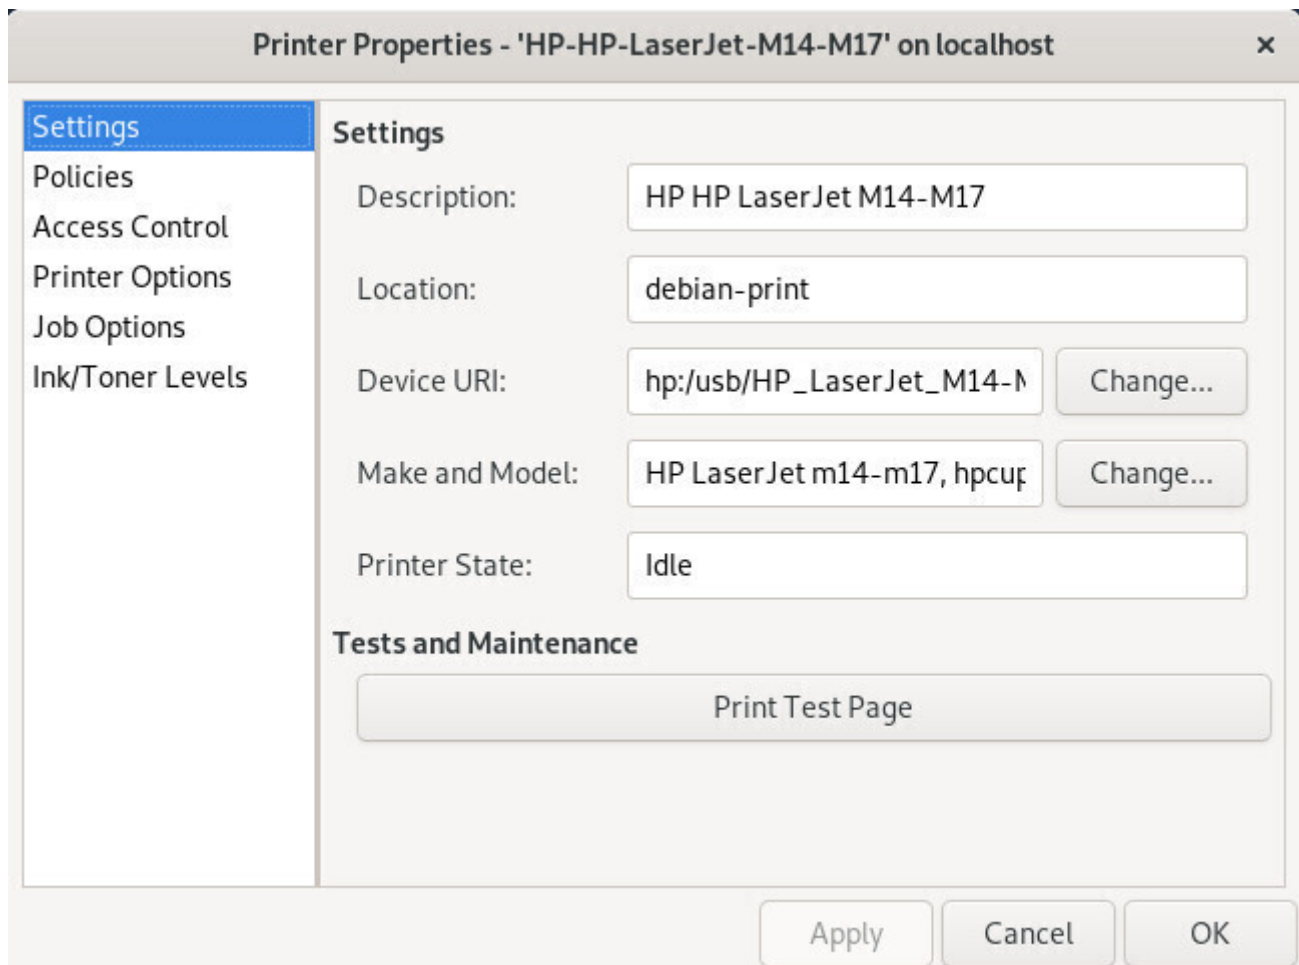 Printer Properties - 'HP-HP-LaserJet-M14-M17' on localhost
Settings
Policies
Access Control
Printer Options
Job Options
Ink/Toner Levels
Settings
Description: HP HP LaserJet M14-M17
Location: debian-print
Device URI: hp:/usb/HP_LaserJet_M14- Change...
Make and Model: HP LaserJet m14-m17, hpcup Change...
Printer State: Idle
Tests and Maintenance
Print Test Page
Apply Cancel OK